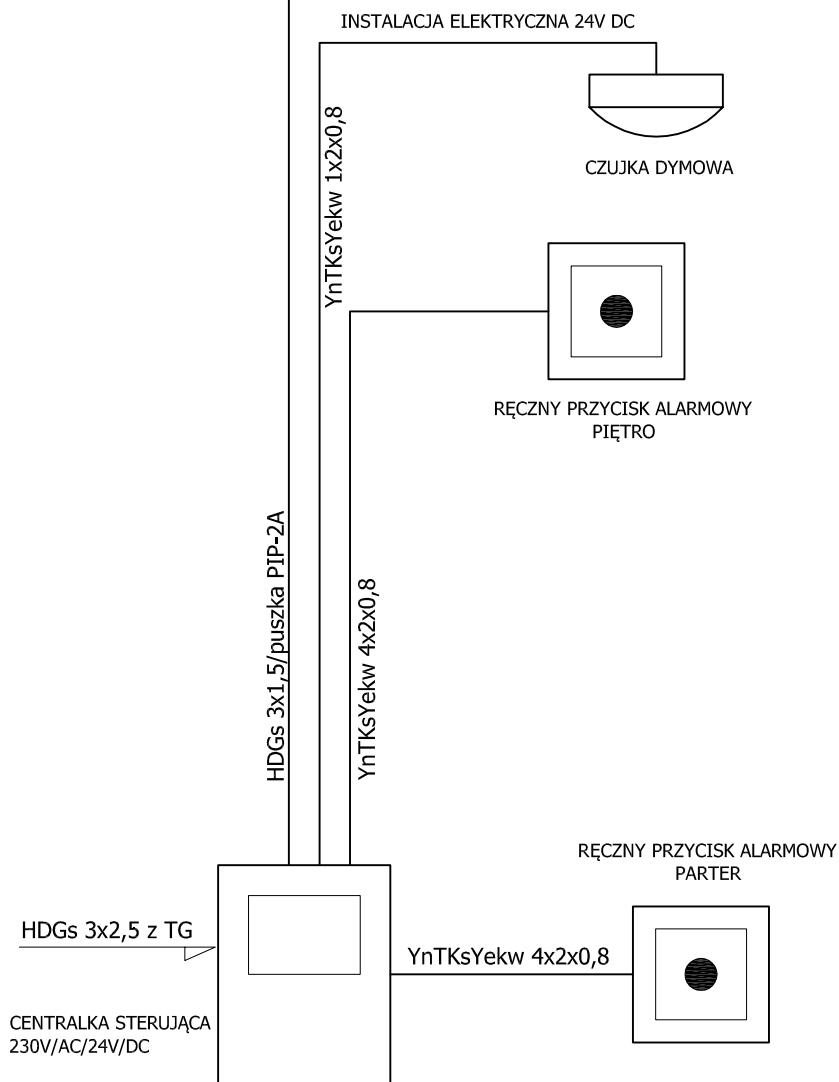 INSTALACJA ELEKTRYCZNA 24V DC
CZUJKA DYMOWA
YnTKsYekw 1x2x0,8
RĘCZNY PRZYCISK ALARMOWY
PIĘTRO
HDGs 3x1,5/puszka PIP-2A
YnTKsYekw 4x2x0,8
RĘCZNY PRZYCISK ALARMOWY
PARTER
HDGs 3x2,5 z TG
YnTKsYekw 4x2x0,8
CENTRALKA STERUJĄCA
230V/AC/24V/DC